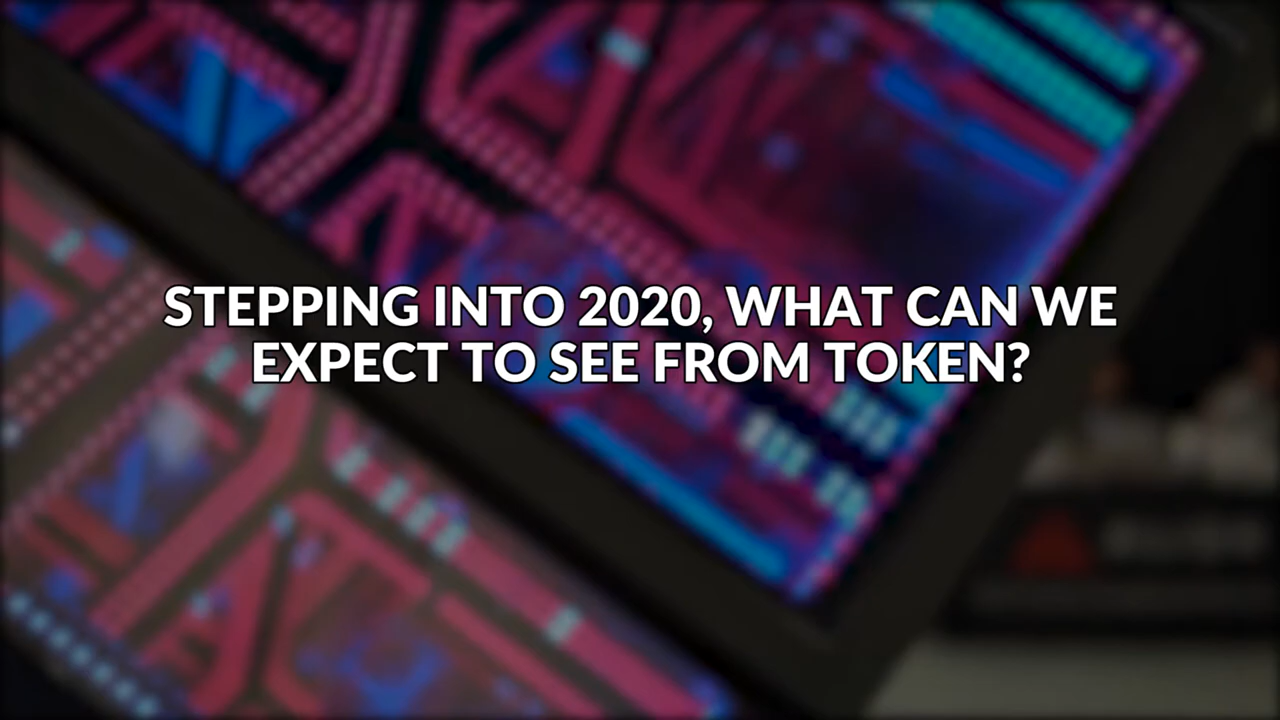 STEPPING INTO 2020, WHAT CAN WE
EXPECT TO SEE FROM TOKEN?